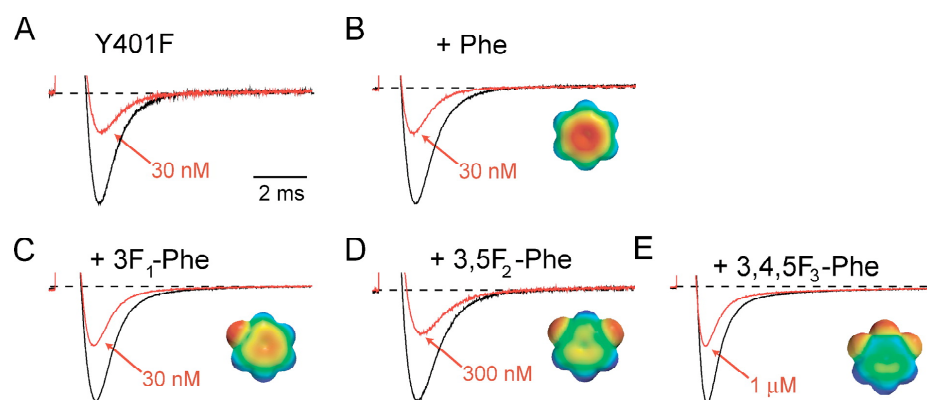 A
Y401F
30 nM
2 ms
B
+ Phe
30 nM
C
+ 3F₁-Phe
30 nM
D
+ 3,5F₂-Phe
300 nM
E
+ 3,4,5F₃-Phe
1 μM